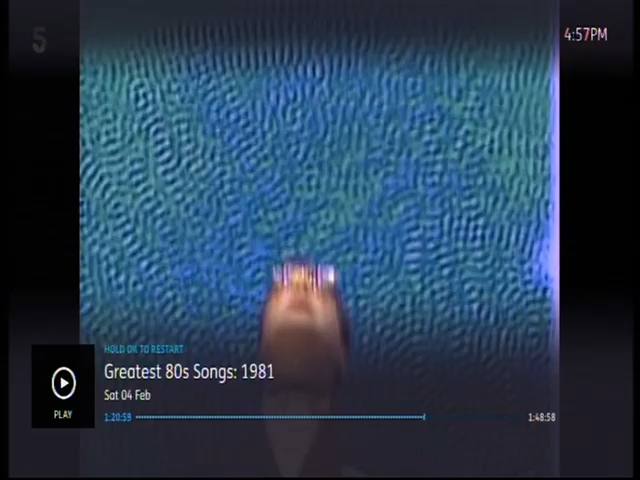 5
4:57PM
HOLD OK TO RESTART
Greatest 80s Songs: 1981
Sat 04 Feb
PLAY
1:20:59
1:48:58